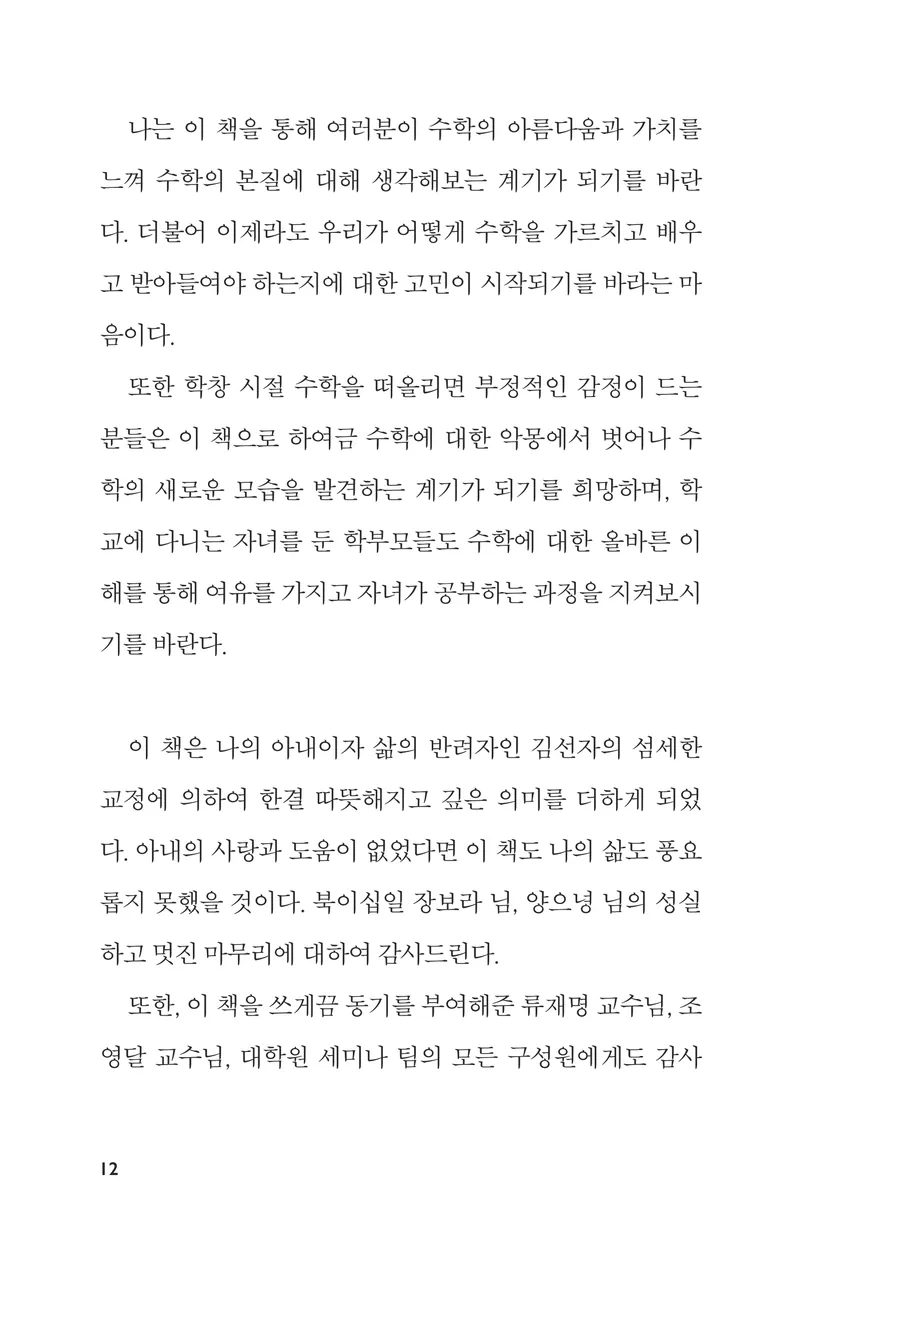 나는 이 책을 통해 여러분이 수학의 아름다움과 가치를
느껴 수학의 본질에 대해 생각해보는 계기가 되기를 바란
다. 더불어 이제라도 우리가 어떻게 수학을 가르치고 배우
고 받아들여야 하는지에 대한 고민이 시작되기를 바라는 마
음이다.
또한 학창 시절 수학을 떠올리면 부정적인 감정이 드는
분들은 이 책으로 하여금 수학에 대한 악몽에서 벗어나 수
학의 새로운 모습을 발견하는 계기가 되기를 희망하며, 학
교에 다니는 자녀를 둔 학부모들도 수학에 대한 올바른 이
해를 통해 여유를 가지고 자녀가 공부하는 과정을 지켜보시
기를 바란다.
이 책은 나의 아내이자 삶의 반려자인 김선자의 섬세한
교정에 의하여 한결 따뜻해지고 깊은 의미를 더하게 되었
다. 아내의 사랑과 도움이 없었다면 이 책도 나의 삶도 풍요
롭지 못했을 것이다. 북이십일 장보라 님, 양으녕 님의 성실
하고 멋진 마무리에 대하여 감사드린다.
또한, 이 책을 쓰게끔 동기를 부여해준 류재명 교수님, 조
영달 교수님, 대학원 세미나 팀의 모든 구성원에게도 감사
12